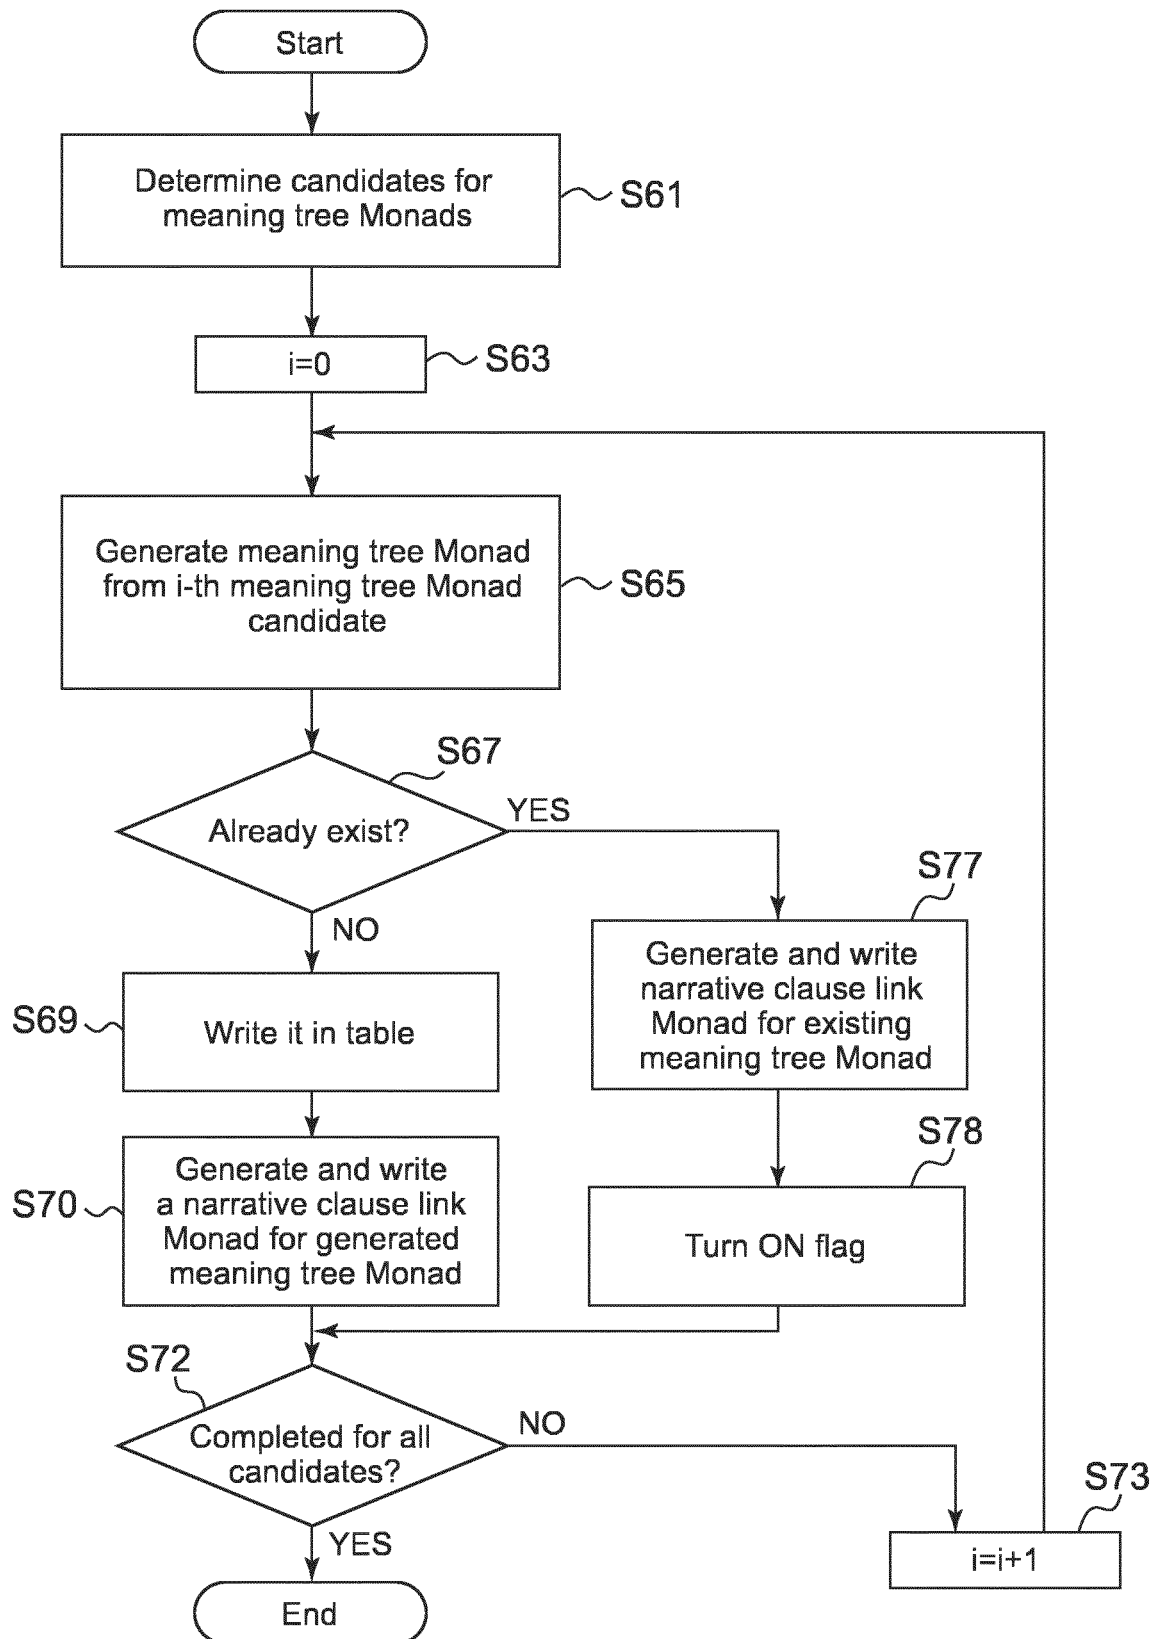 Start
Determine candidates for
meaning tree Monads
S61
i=0
S63
Generate meaning tree Monad
from i-th meaning tree Monad
candidate
S65
S67
Already exist?
YES
NO
S77
Generate and write
narrative clause link
Monad for existing
meaning tree Monad
S69
Write it in table
S78
Turn ON flag
S70
Generate and write
a narrative clause link
Monad for generated
meaning tree Monad
S72
Completed for all
candidates?
NO
YES
S73
i=i+1
End